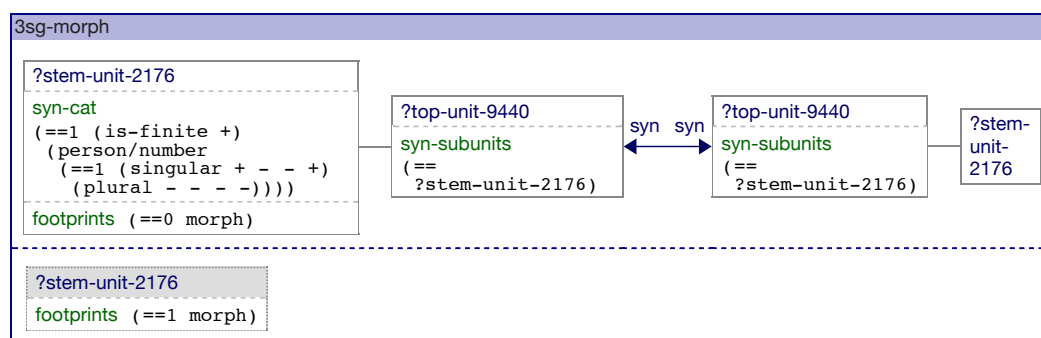 3sg-morph
?stem-unit-2176
syn-cat
(==1 (is-finite +)
(person/number
(==1 (singular + - - +)
(plural - - - -))))
footprints (==0 morph)
?top-unit-9440
syn-subunits
(==
?stem-unit-2176)
syn syn
?top-unit-9440
syn-subunits
(==
?stem-unit-2176)
?stem-
unit-
2176
?stem-unit-2176
footprints (==1 morph)